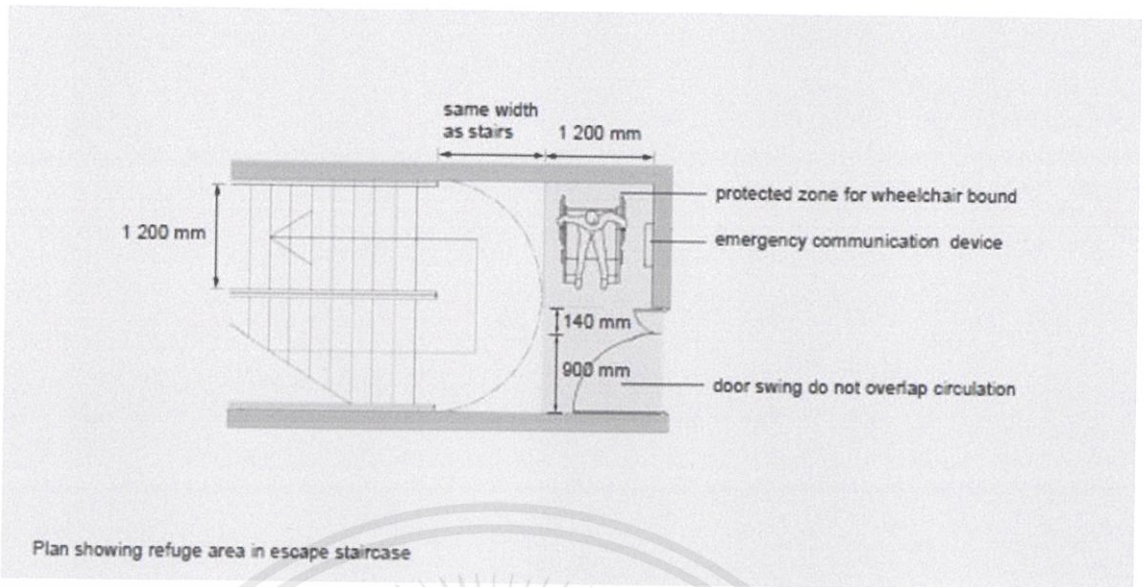 same width
as stairs
1 200 mm
protected zone for wheelchair bound
1 200 mm
emergency communication device
140 mm
900 mm
door swing do not overlap circulation
Plan showing refuge area in escape staircase